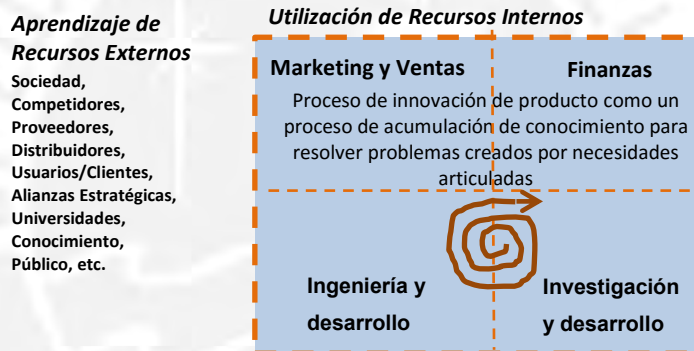 Aprendizaje de
Recursos Externos
Sociedad,
Competidores,
Proveedores,
Distribuidores,
Usuarios/Clientes,
Alianzas Estratégicas,
Universidades,
Conocimiento,
Público, etc.
Utilización de Recursos Internos
Marketing y Ventas
Finanzas
Proceso de innovación de producto como un
proceso de acumulación de conocimiento para
resolver problemas creados por necesidades
articuladas
Ingeniería y
desarrollo
Investigación
y desarrollo